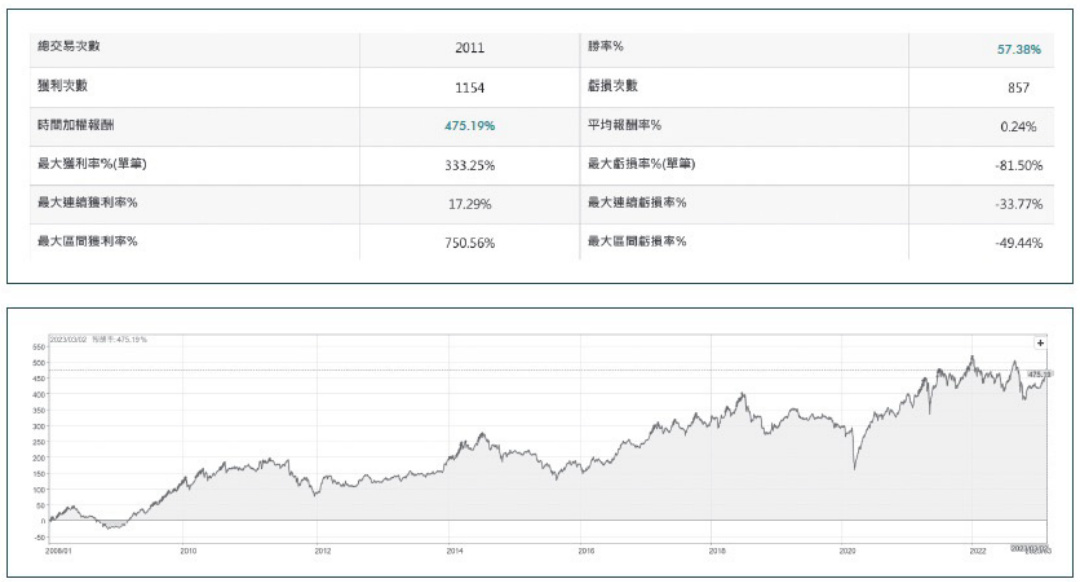 總交易次數 2011 勝率% 57.38%
獲利次數 1154 虧損次數 857
時間加權報酬 475.19% 平均報酬率% 0.24%
最大獲利率%(單筆) 333.25% 最大虧損率%(單筆) -81.50%
最大連續獲利率% 17.29% 最大連續虧損率% -33.77%
最大區間獲利率% 750.56% 最大區間虧損率% -49.44%
2023/03/02 報酬率: 475.19%
+
550
500
475.19
450
400
350
300
250
200
150
100
50
0
-50
2008/01 2010 2012 2014 2016 2018 2020 2022